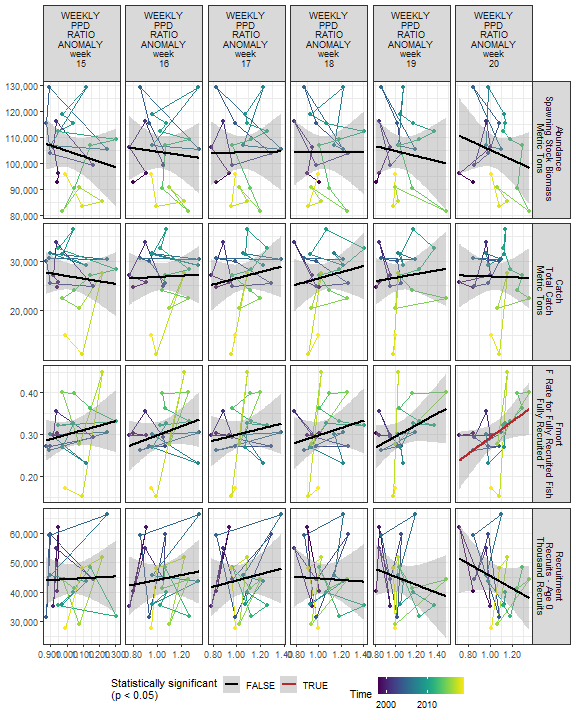 WEEKLY PPD RATIO ANOMALY week 15
WEEKLY PPD RATIO ANOMALY week 16
WEEKLY PPD RATIO ANOMALY week 17
WEEKLY PPD RATIO ANOMALY week 18
WEEKLY PPD RATIO ANOMALY week 19
WEEKLY PPD RATIO ANOMALY week 20
130,000
120,000
110,000
100,000
90,000
80,000
Abundance
Spawning Stock Biomass
Metric Tons
30,000
20,000
Catch
Total Catch
Metric Tons
0.40
0.30
0.20
Fmort
F Rate for Fully Recruited Fish
Fully Recruited F
60,000
50,000
40,000
30,000
Recruitment
Recruits - Age 0
Thousand Recruits
0.80 1.00 1.20
0.80 1.00 1.20 1.40
0.80 1.00 1.20 1.40
0.80 1.00 1.20 1.40
0.80 1.00 1.20
Statistically significant
(p < 0.05)
FALSE
TRUE
Time
2000 2010